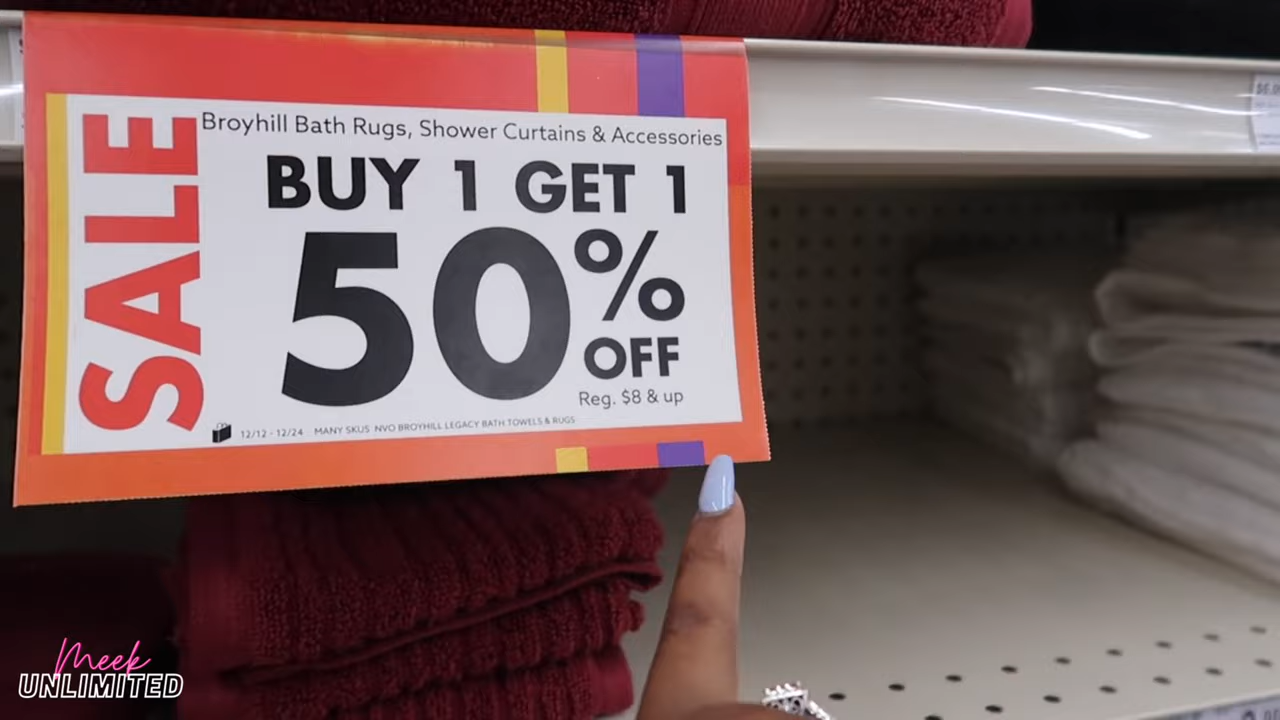 SALE
Broyhill Bath Rugs, Shower Curtains & Accessories
BUY 1 GET 1
50%
OFF
Reg. $8 & up
12/12 - 12/24 MANY SKUS NVO BROYHILL LEGACY BATH TOWELS & RUGS
Meek
UNLIMITED